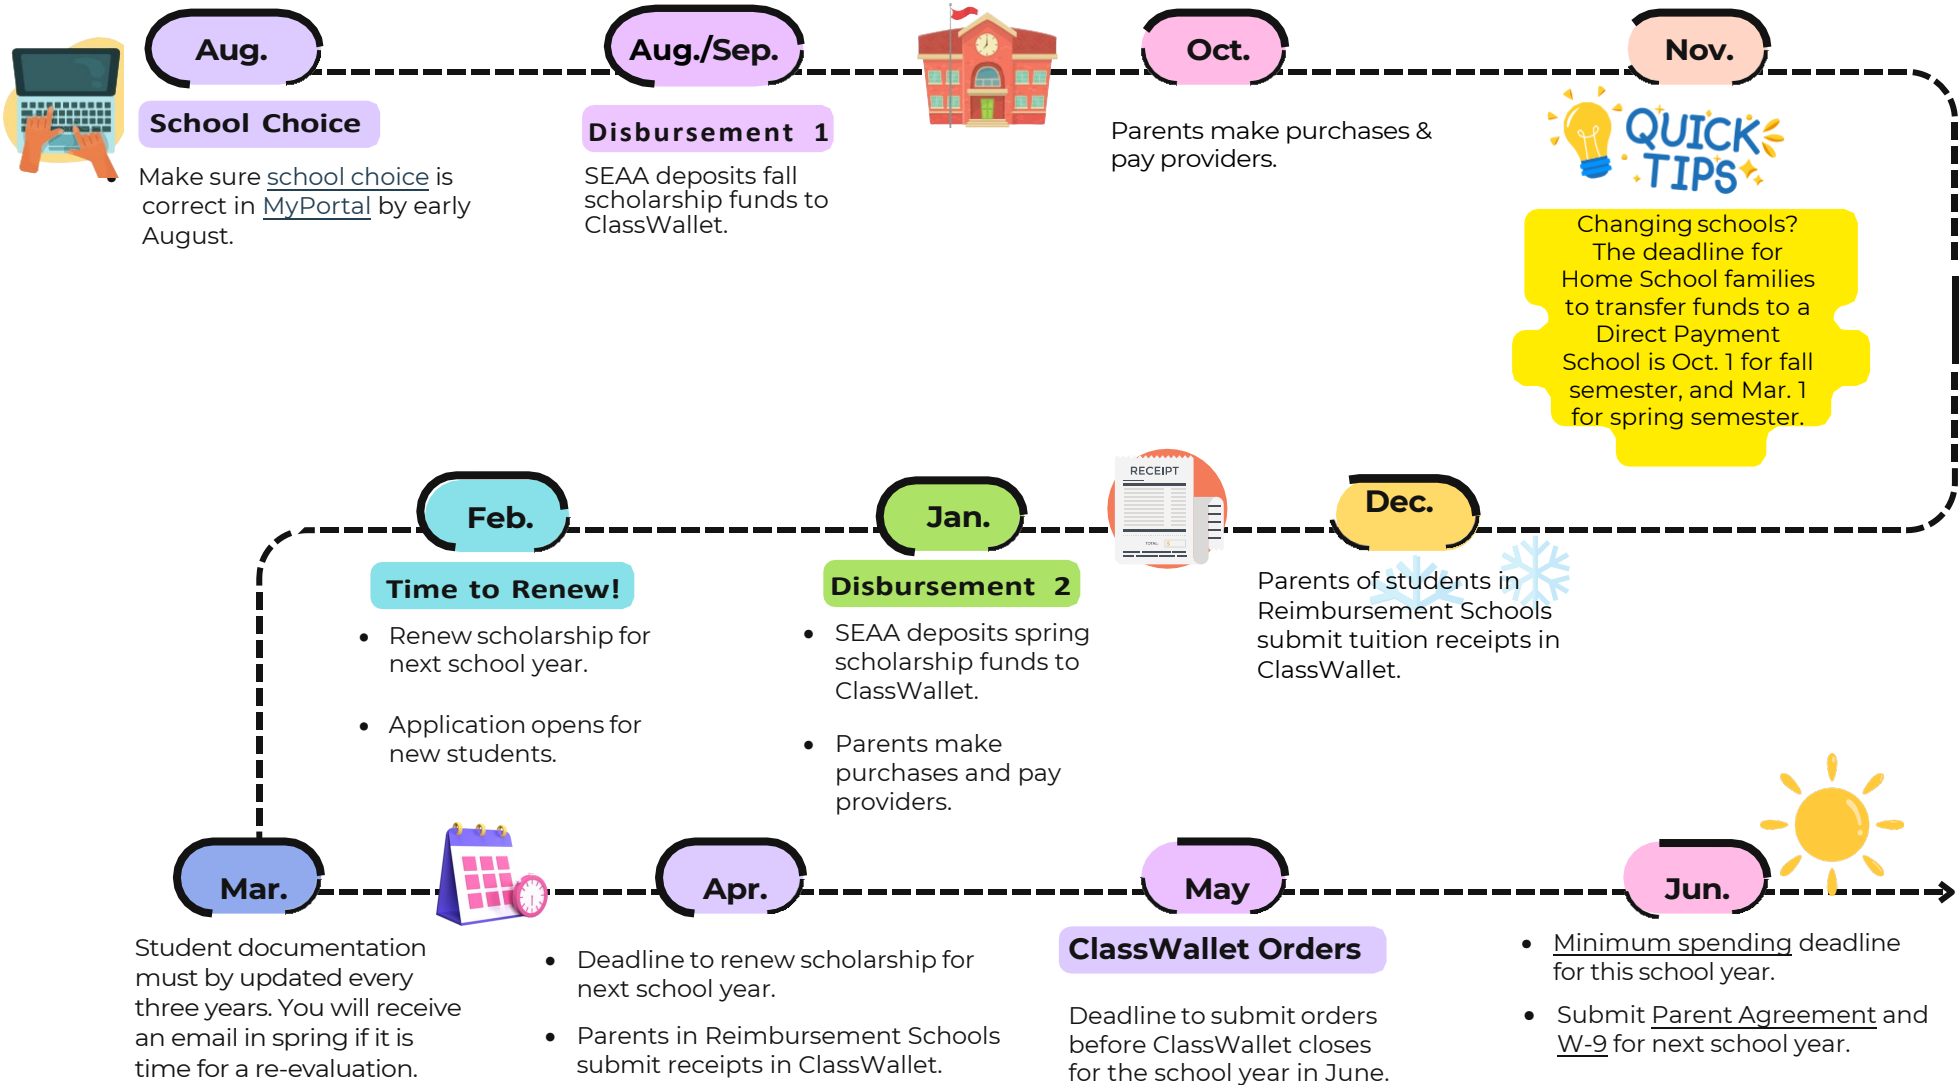 Aug.
School Choice
Make sure school choice is
correct in MyPortal by early
August.
Aug./Sep.
Disbursement 1
SEAA deposits fall
scholarship funds to
ClassWallet.
Oct.
Parents make purchases &
pay providers.
Nov.
QUICK
TIPS
Changing schools?
The deadline for
Home School families
to transfer funds to a
Direct Payment
School is Oct. 1 for fall
semester, and Mar. 1
for spring semester.
Dec.
Parents of students in
Reimbursement Schools
submit tuition receipts in
ClassWallet.
RECEIPT
TOTAL
Jan.
Disbursement 2
• SEAA deposits spring
scholarship funds to
ClassWallet.
• Parents make
purchases and pay
providers.
Feb.
Time to Renew!
• Renew scholarship for
next school year.
• Application opens for
new students.
Mar.
Student documentation
must by updated every
three years. You will receive
an email in spring if it is
time for a re-evaluation.
Apr.
• Deadline to renew scholarship for
next school year.
• Parents in Reimbursement Schools
submit receipts in ClassWallet.
May
ClassWallet Orders
Deadline to submit orders
before ClassWallet closes
for the school year in June.
Jun.
• Minimum spending deadline
for this school year.
• Submit Parent Agreement and
W-9 for next school year.